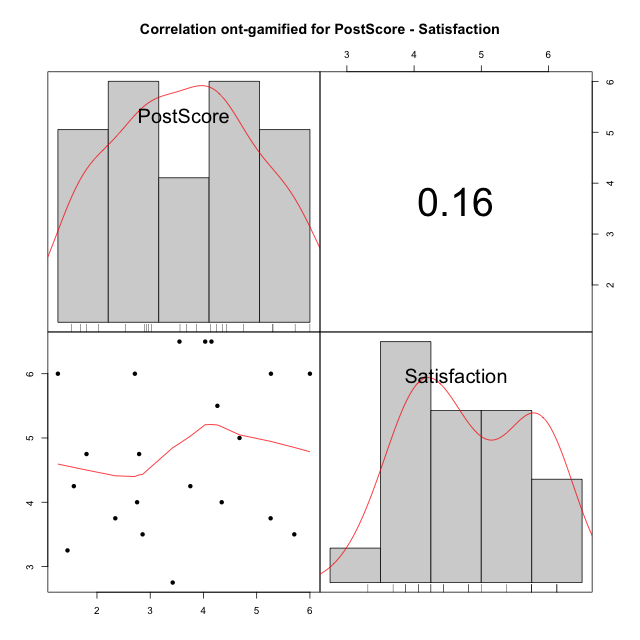 Correlation ont-gamified for PostScore - Satisfaction
3 4 5 6
PostScore
0.16
6
5
4
3
2
Satisfaction
6
5
4
3
2 3 4 5 6